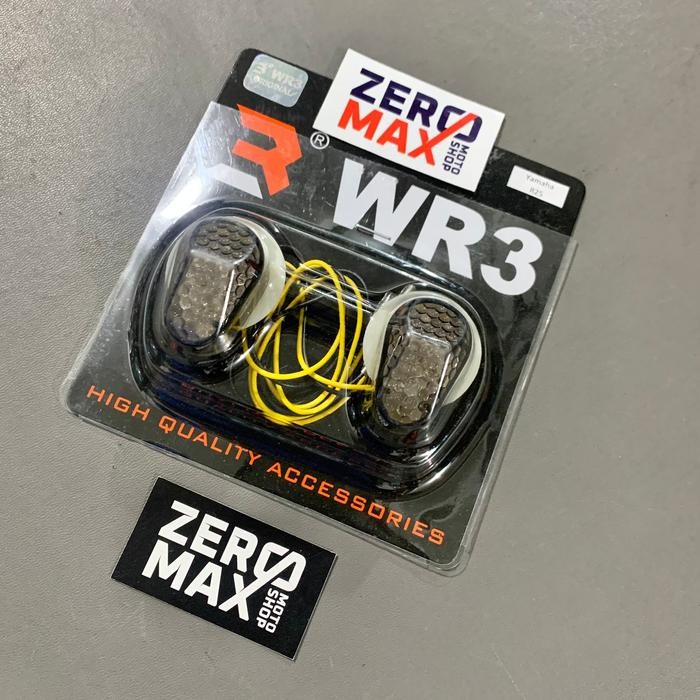 WR3
ORIGINAL
ZERO
MAX
MOTO
SHOP
Yamaha
R25
®
WR3
HIGH QUALITY ACCESSORIES
ZERO
MAX
MOTO
SHOP